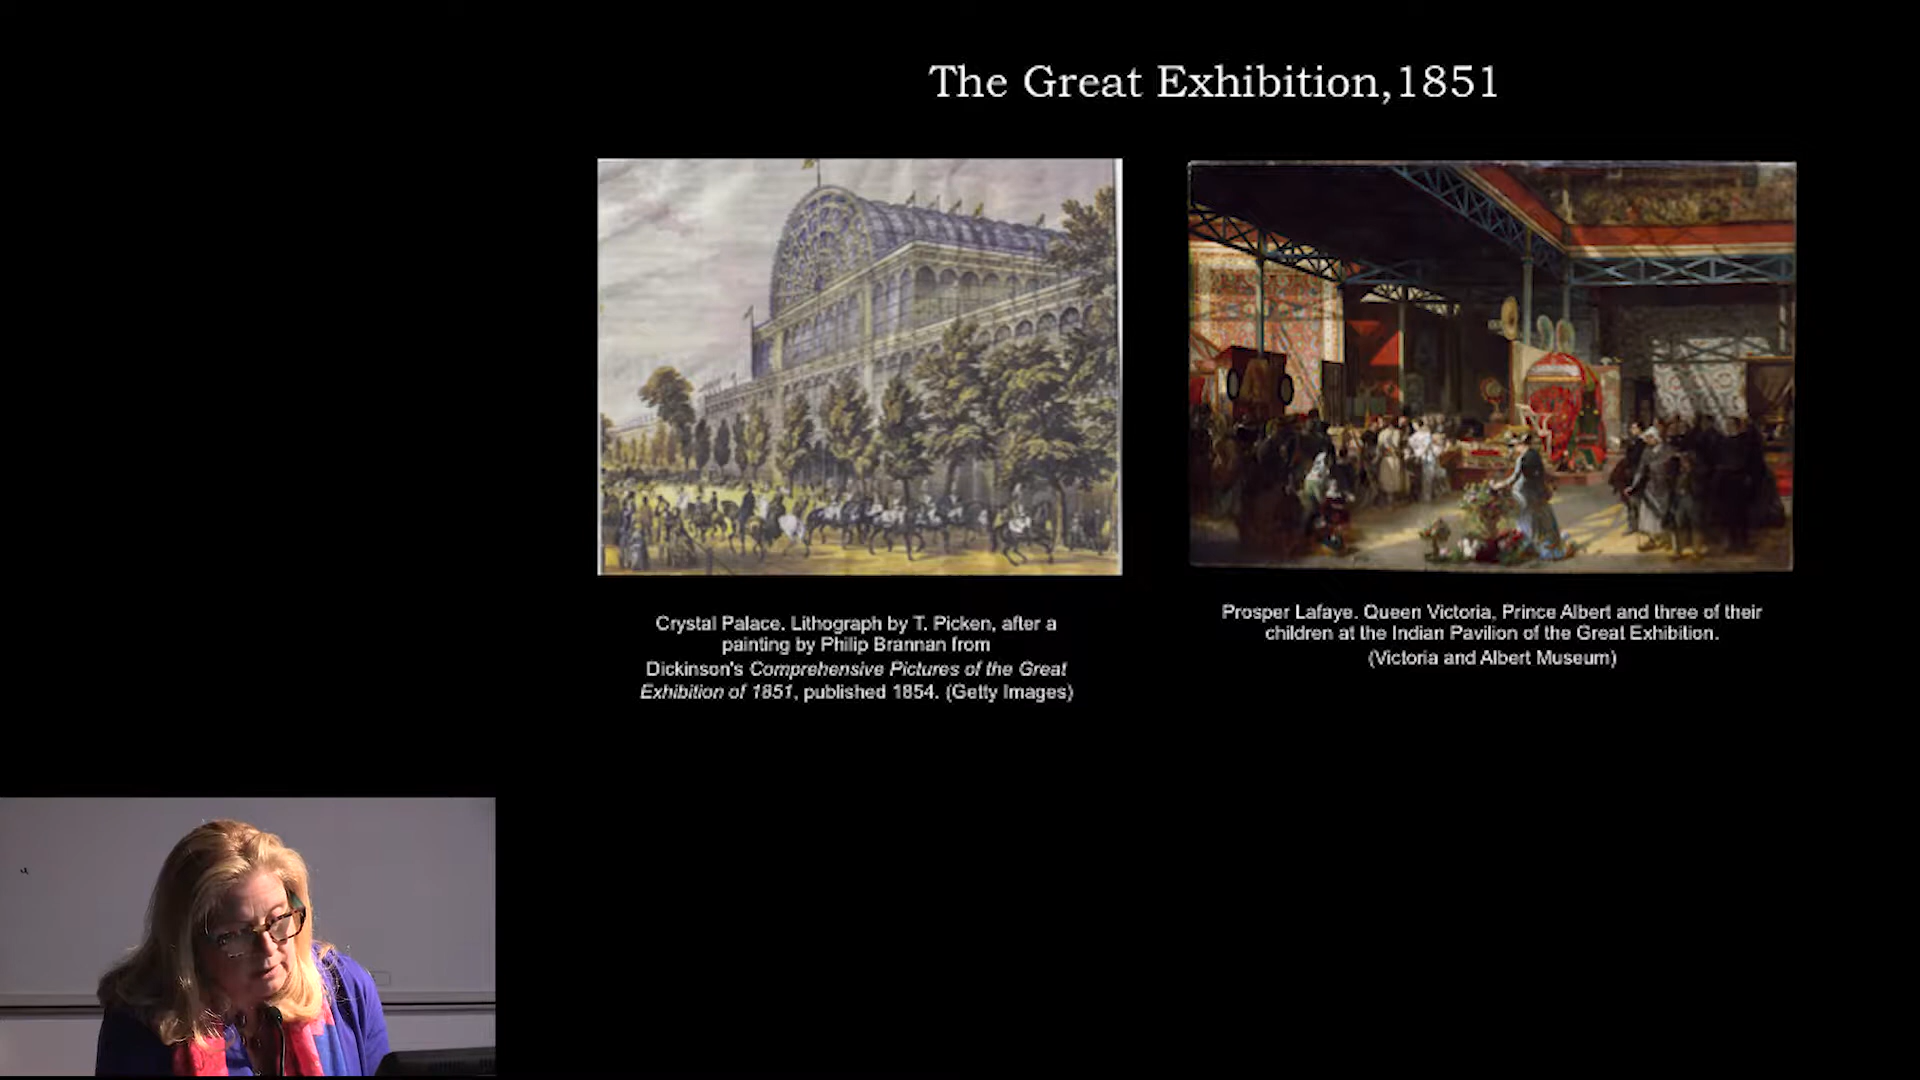 The Great Exhibition,1851
Crystal Palace. Lithograph by T. Picken, after a
painting by Philip Brannan from
Dickinson's Comprehensive Pictures of the Great
Exhibition of 1851, published 1854. (Getty Images)
Prosper Lafaye. Queen Victoria, Prince Albert and three of their
children at the Indian Pavilion of the Great Exhibition.
(Victoria and Albert Museum)